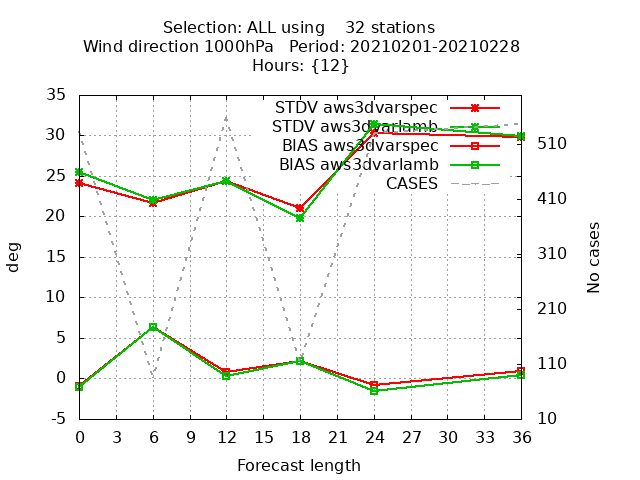 Selection: ALL using    32 stations
Wind direction 1000hPa   Period: 20210201-20210228
Hours: {12}
STDV aws3dvarspec
STDV aws3dvarlamb
BIAS aws3dvarspec
BIAS aws3dvarlamb
CASES
35
30
25
20
15
10
5
0
-5
deg
510
410
310
210
110
10
No cases
0 3 6 9 12 15 18 21 24 27 30 33 36
Forecast length